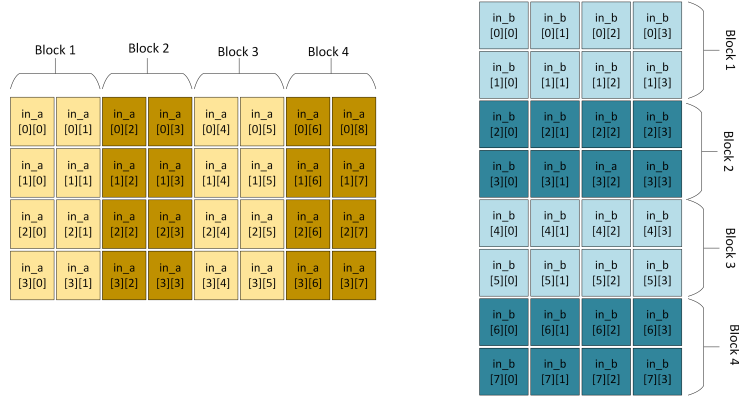 Block 1 Block 2 Block 3 Block 4
in_a in_a in_a in_a in_a in_a in_a in_a
[0][0] [0][1] [0][2] [0][3] [0][4] [0][5] [0][6] [0][8]
in_a in_a in_a in_a in_a in_a in_a in_a
[1][0] [1][1] [1][2] [1][3] [1][4] [1][5] [1][6] [1][7]
in_a in_a in_a in_a in_a in_a in_a in_a
[2][0] [2][1] [2][2] [2][3] [2][4] [2][5] [2][6] [2][7]
in_a in_a in_a in_a in_a in_a in_a in_a
[3][0] [3][1] [3][2] [3][3] [3][4] [3][5] [3][6] [3][7]
in_b in_b in_b in_b
[0][0] [0][1] [0][2] [0][3]
in_b in_b in_b in_b
[1][0] [1][1] [1][2] [1][3]
Block 1
in_b in_b in_b in_b
[2][0] [2][1] [2][2] [2][3]
in_b in_b in_a in_b
[3][0] [3][1] [3][2] [3][3]
Block 2
in_b in_b in_b in_b
[4][0] [4][1] [4][2] [4][3]
in_b in_b in_b in_b
[5][0] [5][1] [5][2] [5][3]
Block 3
in_b in_b in_b in_b
[6][0] [6][1] [6][2] [6][3]
in_b in_b in_b in_b
[7][0] [7][1] [7][2] [7][3]
Block 4